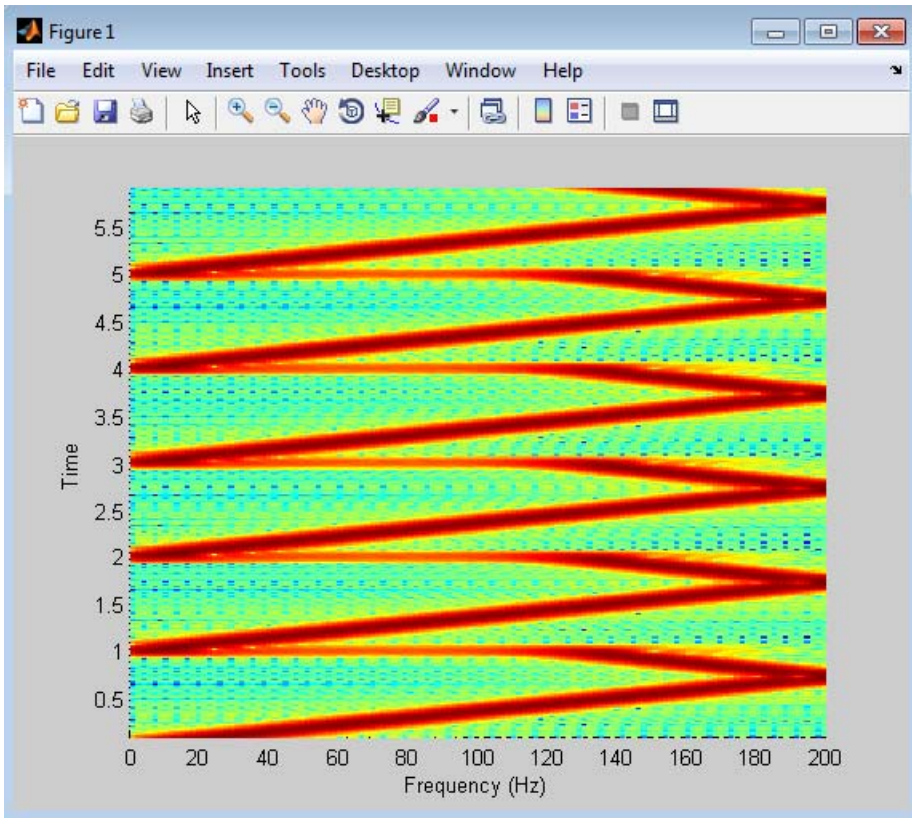 Figure 1
File Edit View Insert Tools Desktop Window Help
5.5
5
4.5
4
3.5
3
2.5
2
1.5
1
0.5
Time
0 20 40 60 80 100 120 140 160 180 200
Frequency (Hz)